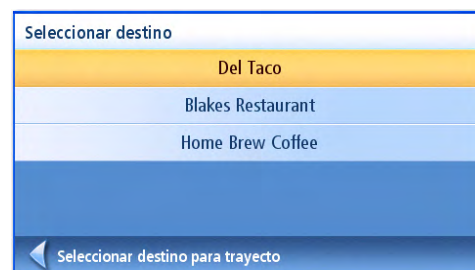 Seleccionar destino
Del Taco
Blakes Restaurant
Home Brew Coffee
Seleccionar destino para trayecto